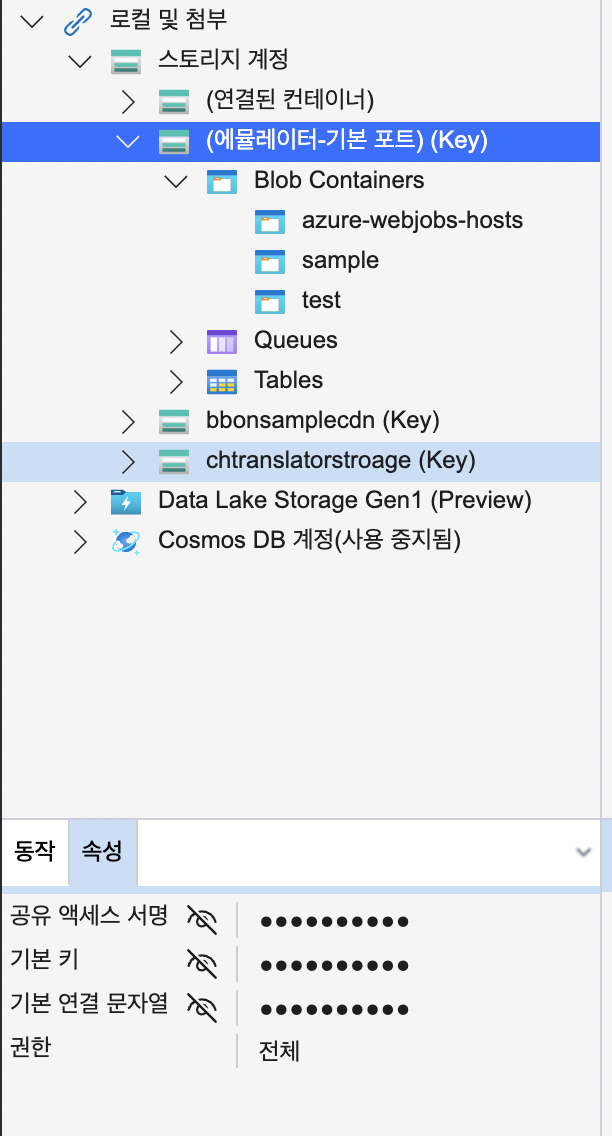 로컬 및 첨부
스토리지 계정
(연결된 컨테이너)
(에뮬레이터-기본 포트) (Key)
Blob Containers
azure-webjobs-hosts
sample
test
Queues
Tables
bbonsamplecdn (Key)
chtranslatorstroage (Key)
Data Lake Storage Gen1 (Preview)
Cosmos DB 계정(사용 중지됨)
동작 속성
공유 액세스 서명 ●●●●●●●●●●
기본 키 ●●●●●●●●●●
기본 연결 문자열 ●●●●●●●●●●
권한 전체